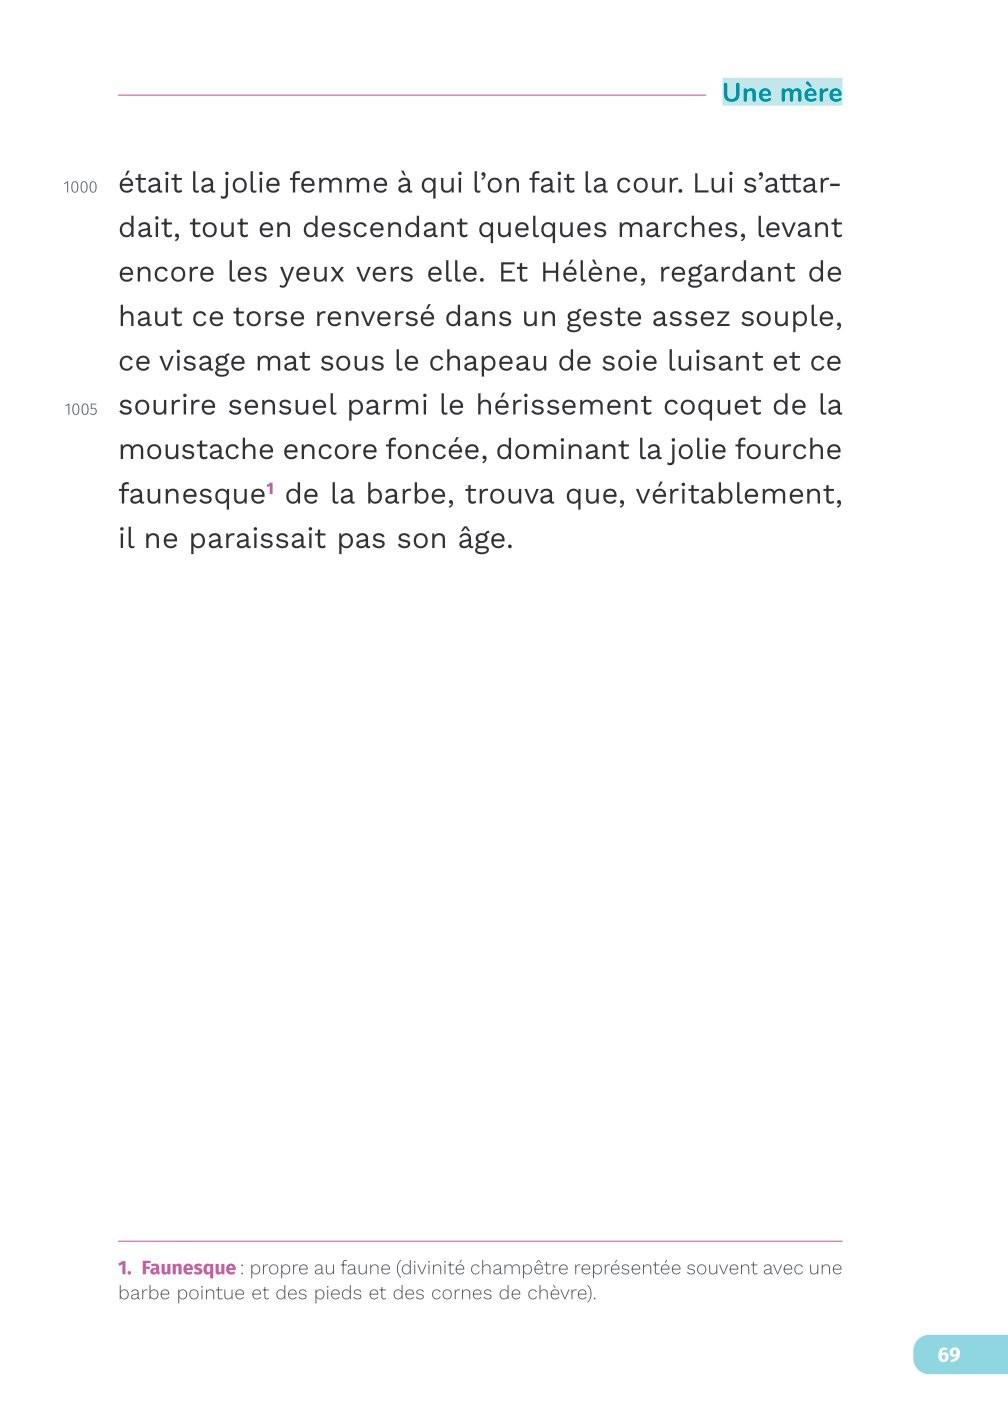 Une mère
1000 était la jolie femme à qui l’on fait la cour. Lui s’attar-
dait, tout en descendant quelques marches, levant
encore les yeux vers elle. Et Hélène, regardant de
haut ce torse renversé dans un geste assez souple,
ce visage mat sous le chapeau de soie luisant et ce
1005 sourire sensuel parmi le hérissement coquet de la
moustache encore foncée, dominant la jolie fourche
faunesque1 de la barbe, trouva que, véritablement,
il ne paraissait pas son âge.
1. Faunesque : propre au faune (divinité champêtre représentée souvent avec une
barbe pointue et des pieds et des cornes de chèvre).
69